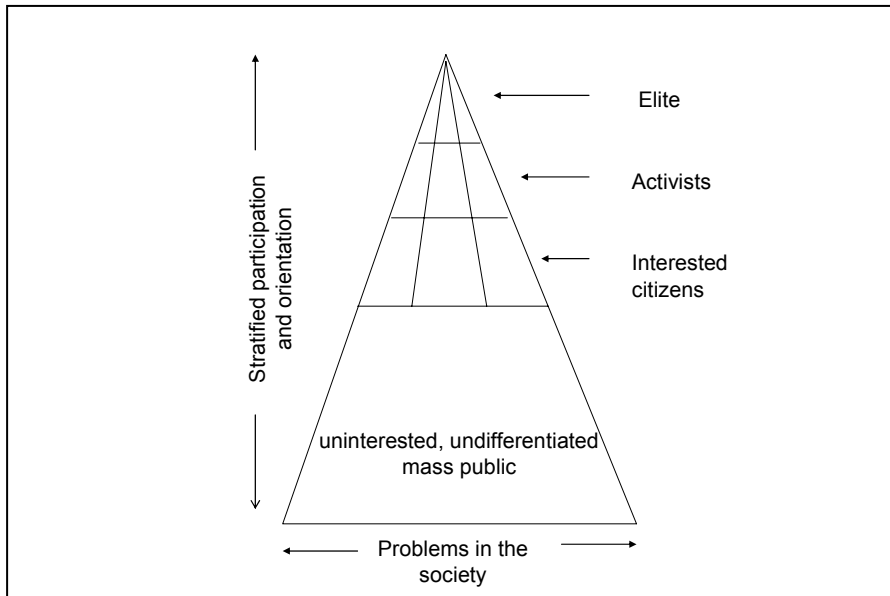 Elite
Activists
Interested
citizens
Stratified participation
and orientation
uninterested, undifferentiated
mass public
Problems in the
society